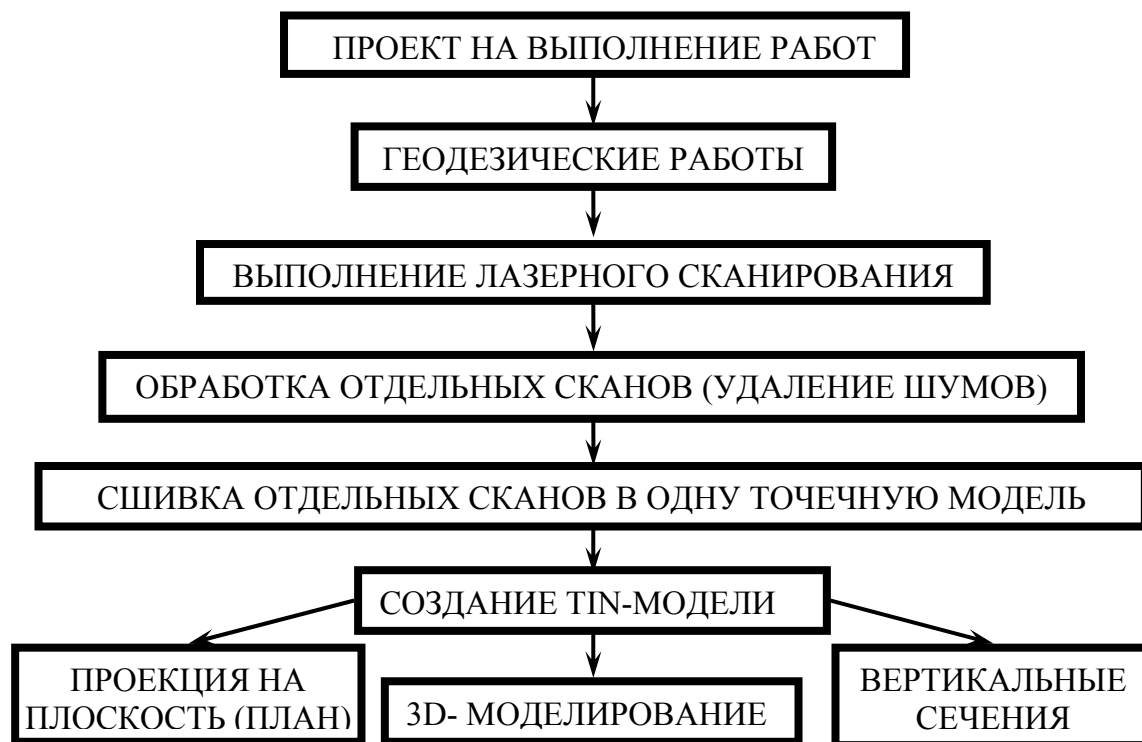 ПРОЕКТ НА ВЫПОЛНЕНИЕ РАБОТ
ГЕОДЕЗИЧЕСКИЕ РАБОТЫ
ВЫПОЛНЕНИЕ ЛАЗЕРНОГО СКАНИРОВАНИЯ
ОБРАБОТКА ОТДЕЛЬНЫХ СКАНОВ (УДАЛЕНИЕ ШУМОВ)
СШИВКА ОТДЕЛЬНЫХ СКАНОВ В ОДНУ ТОЧЕЧНУЮ МОДЕЛЬ
СОЗДАНИЕ TIN-МОДЕЛИ
ПРОЕКЦИЯ НА
ПЛОСКОСТЬ (ПЛАН)
3D- МОДЕЛИРОВАНИЕ
ВЕРТИКАЛЬНЫЕ
СЕЧЕНИЯ